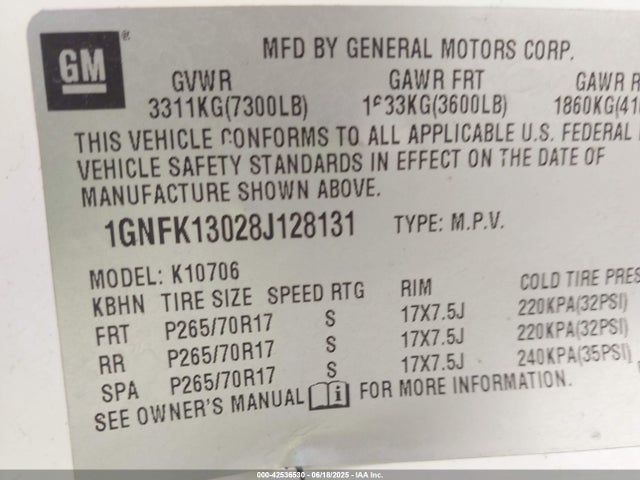 GM
MFD BY GENERAL MOTORS CORP.
GVWR GAWR FRT GAWR R
3311KG(7300LB) 1633KG(3600LB) 1860KG(41
THIS VEHICLE CONFORMS TO ALL APPLICABLE U.S. FEDERAL
VEHICLE SAFETY STANDARDS IN EFFECT ON THE DATE OF
MANUFACTURE SHOWN ABOVE.
1GNFK13028J128131 TYPE: M.P.V.
MODEL: K10706
KBHN TIRE SIZE SPEED RTG RIM COLD TIRE PRES
FRT P265/70R17 S 17X7.5J 220KPA(32PSI)
RR P265/70R17 S 17X7.5J 220KPA(32PSI)
SPA P265/70R17 S 17X7.5J 240KPA(35PSI)
SEE OWNER'S MANUAL i FOR MORE INFORMATION.
000-42536530 - 06/18/2025 - IAA Inc.